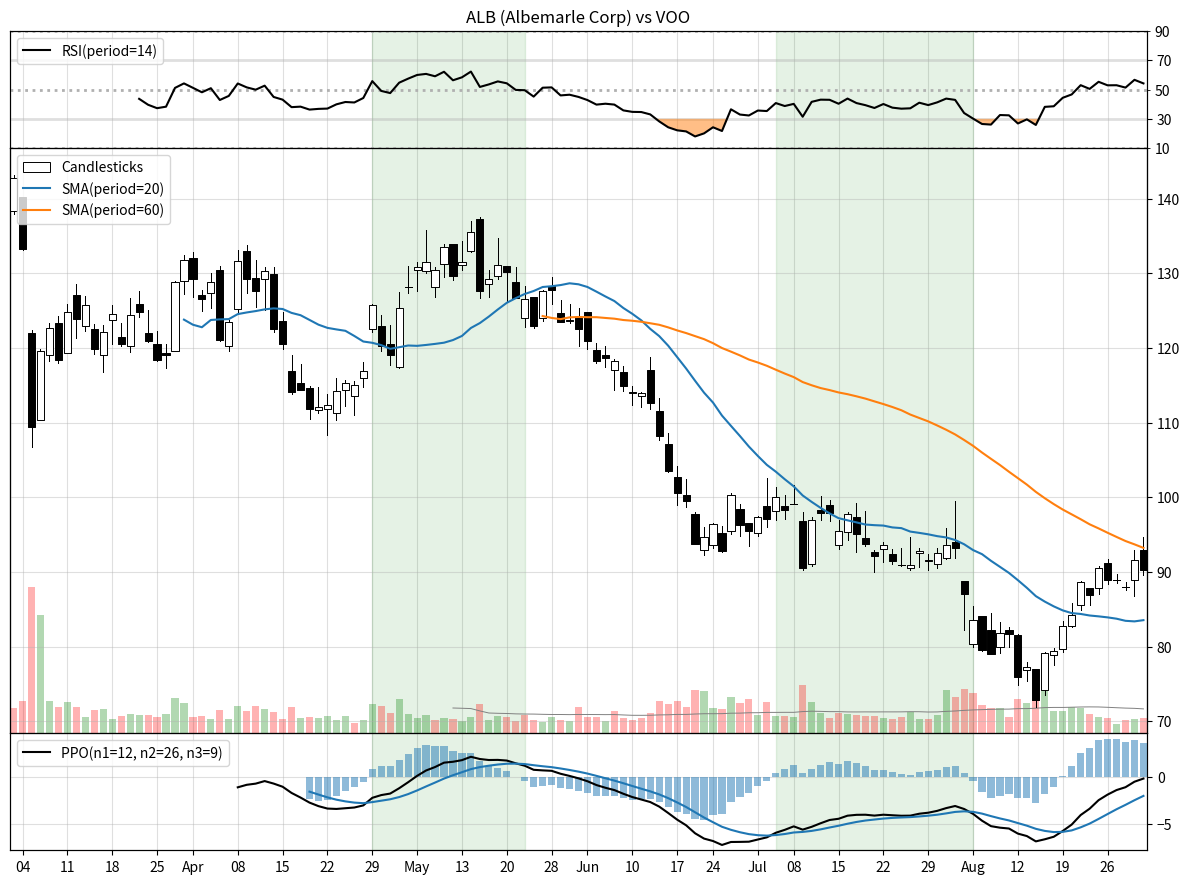 ALB (Albemarle Corp) vs VOO
RSI(period=14)
90
70
50
30
10
Candlesticks
SMA(period=20)
SMA(period=60)
140
130
120
110
100
90
80
70
PPO(n1=12, n2=26, n3=9)
0
−5
04 11 18 25 Apr 08 15 22 29 May 13 20 28 Jun 10 17 24 Jul 08 15 22 29 Aug 12 19 26